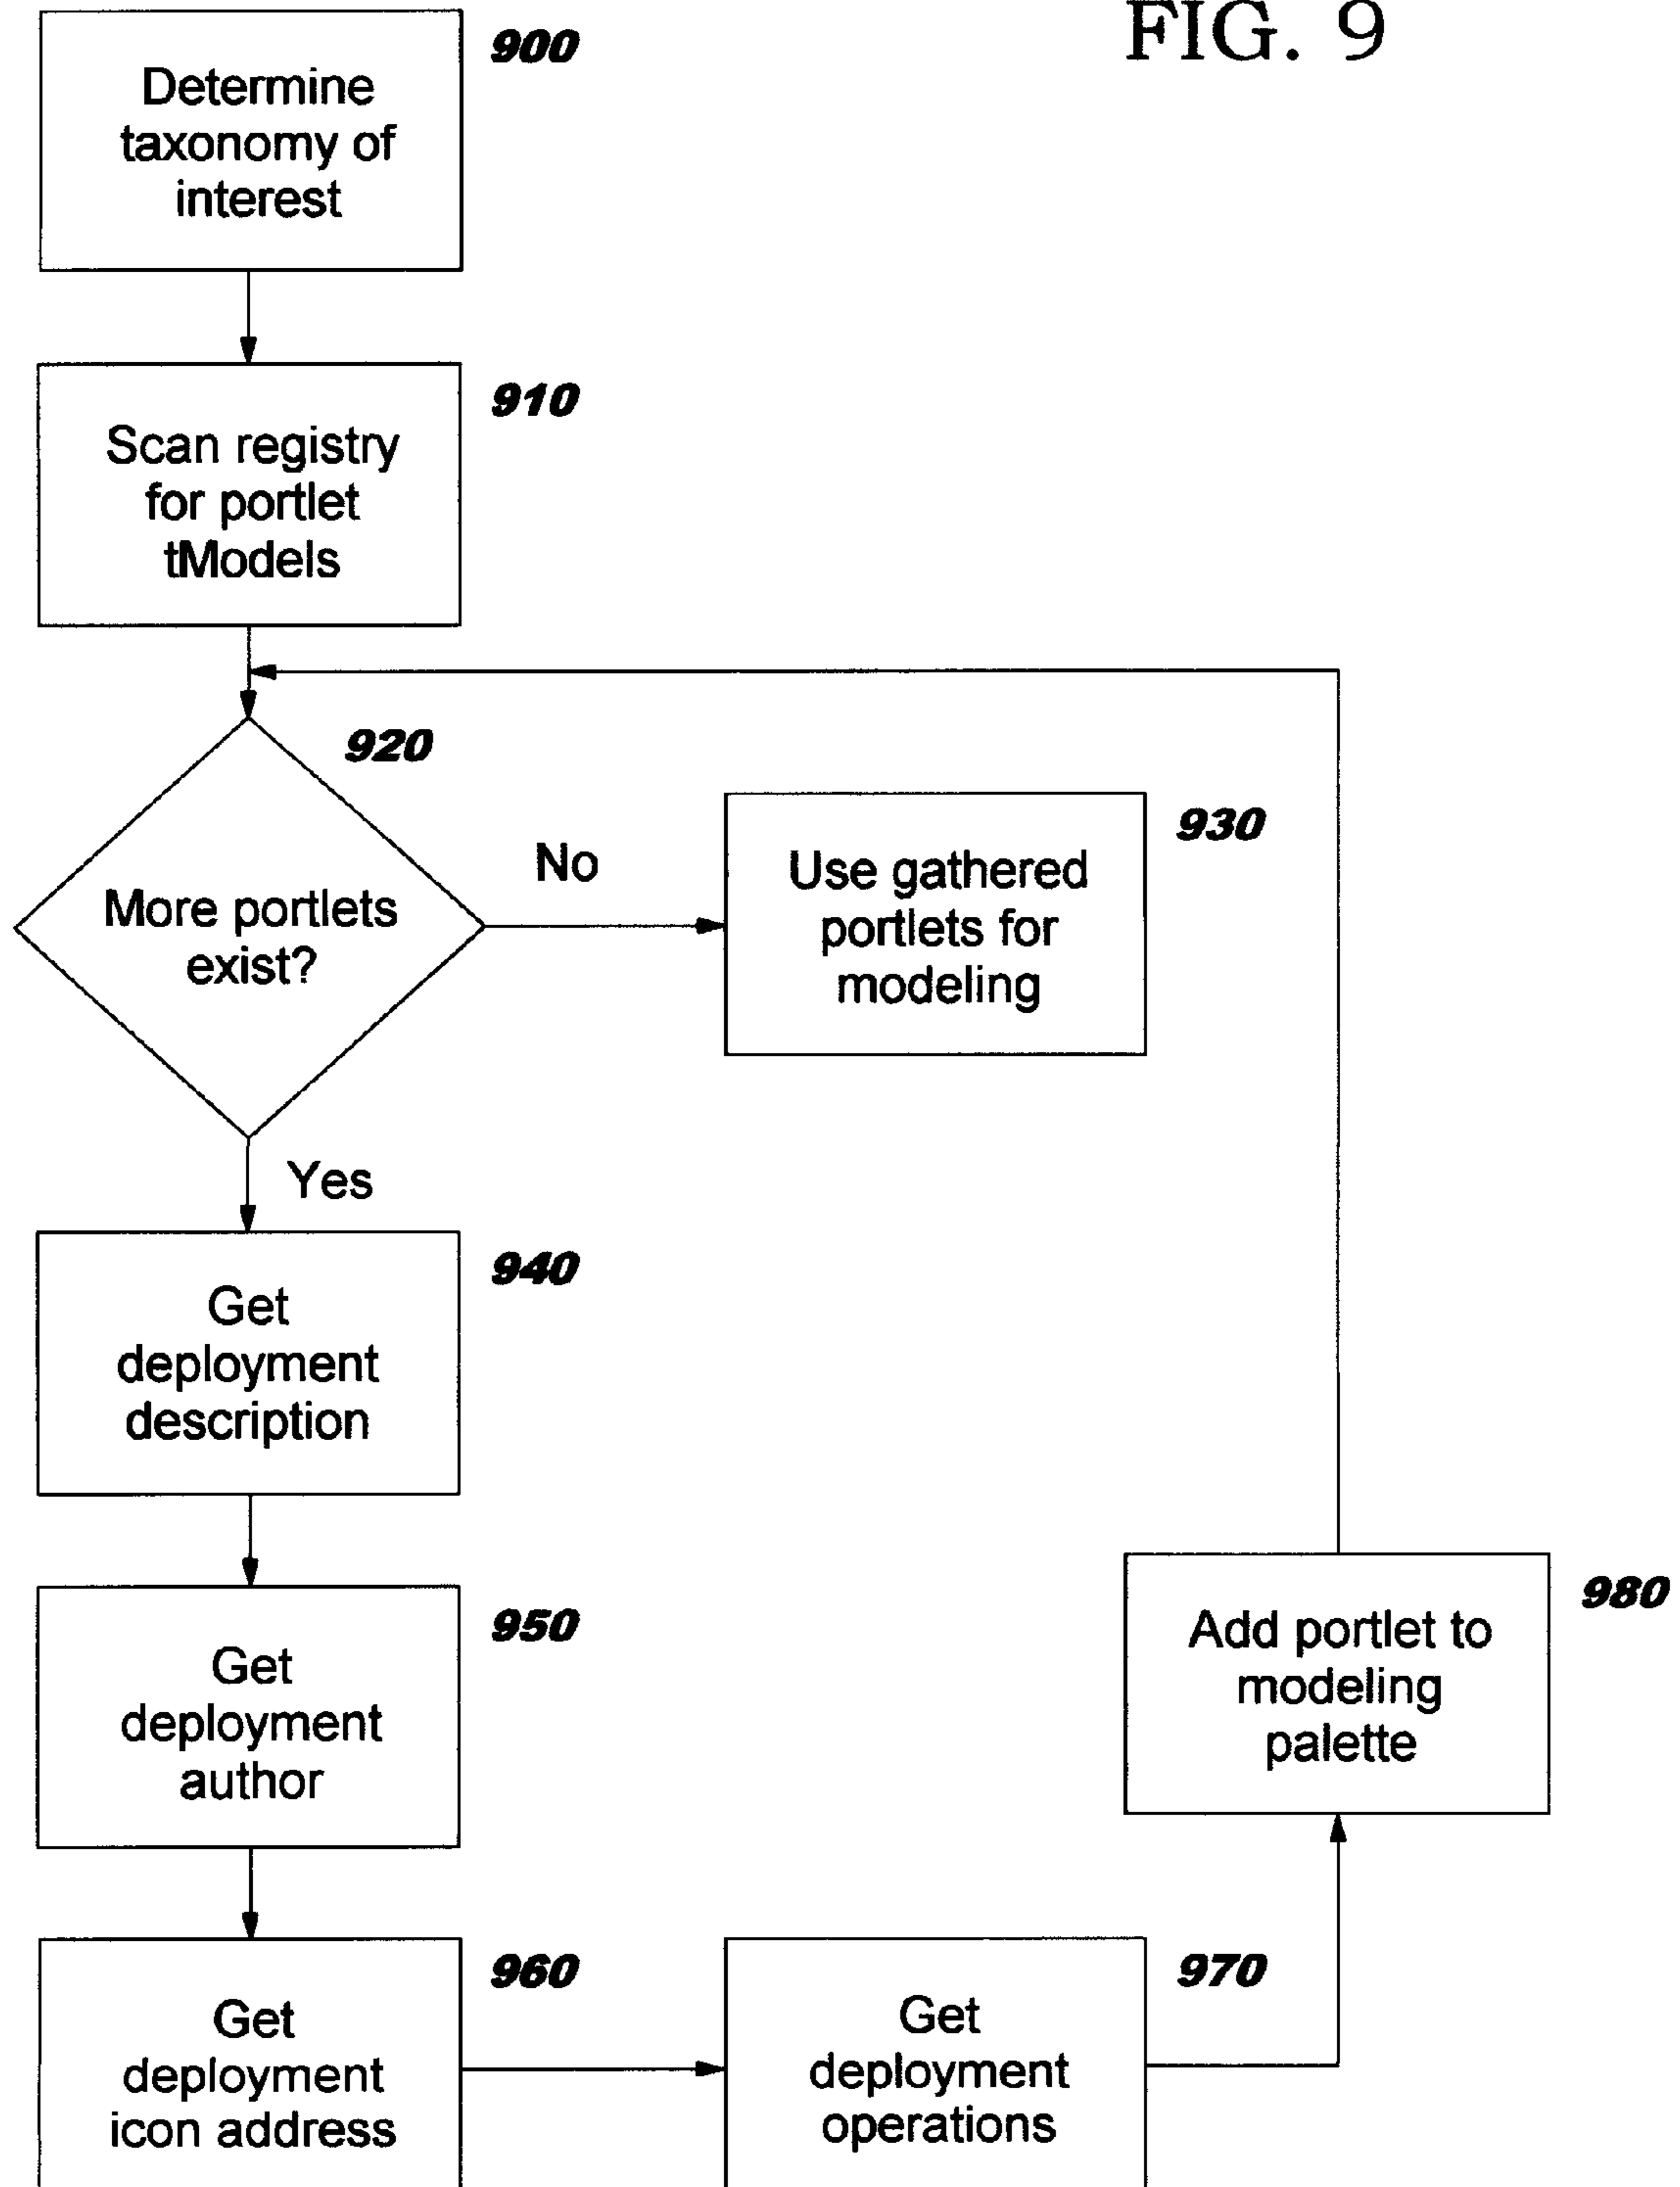 FIG. 9
900
Determine
taxonomy of
interest
910
Scan registry
for portlet
tModels
920
More portlets
exist?
No
930
Use gathered
portlets for
modeling
Yes
940
Get
deployment
description
950
Get
deployment
author
960
Get
deployment
icon address
970
Get
deployment
operations
980
Add portlet to
modeling
palette